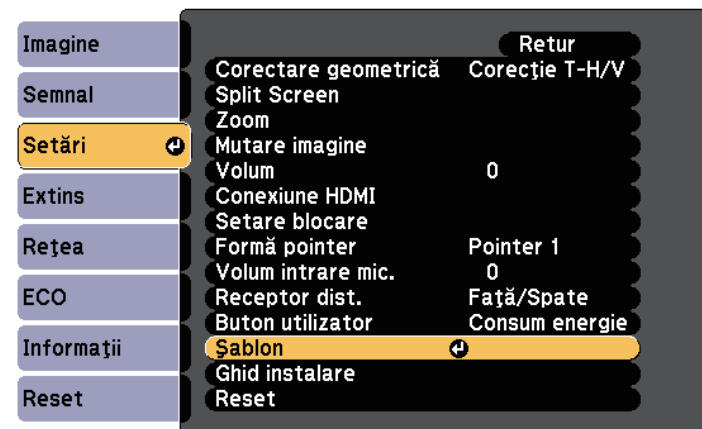 Imagine
Semnal
Setări
Extins
Reţea
ECO
Informaţii
Reset
Retur
Corectare geometrică Corecţie T-H/V
Split Screen
Zoom
Mutare imagine
Volum 0
Conexiune HDMI
Setare blocare
Formă pointer Pointer 1
Volum intrare mic. 0
Receptor dist. Faţă/Spate
Buton utilizator Consum energie
Şablon
Ghid instalare
Reset